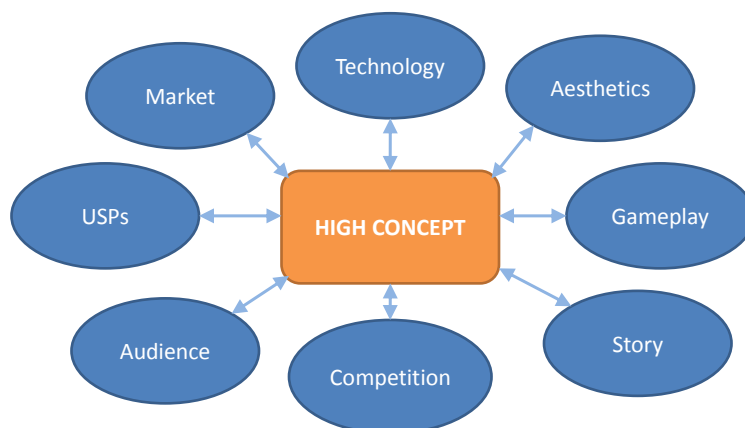 Technology
Market
Aesthetics
USPs
HIGH CONCEPT
Gameplay
Audience
Competition
Story